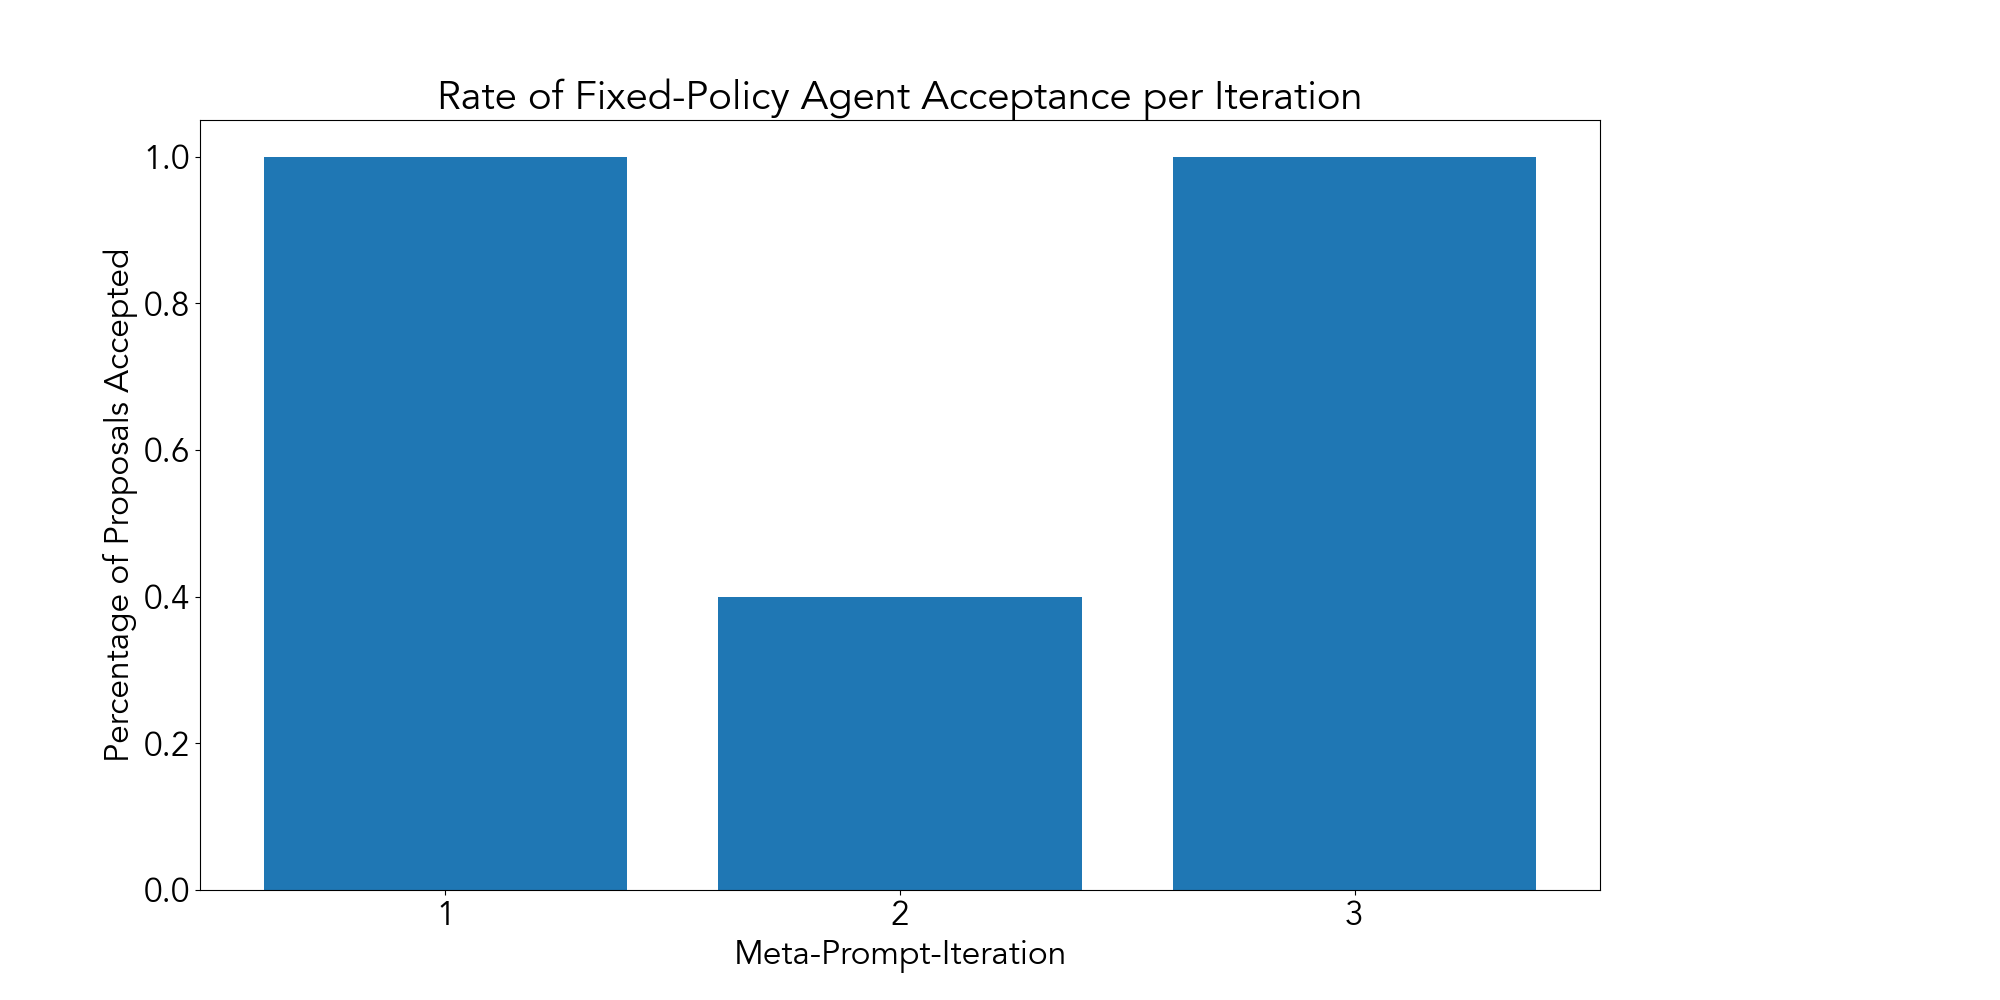 Rate of Fixed-Policy Agent Acceptance per Iteration
Percentage of Proposals Accepted
1.0
0.8
0.6
0.4
0.2
0.0
1 2 3
Meta-Prompt-Iteration